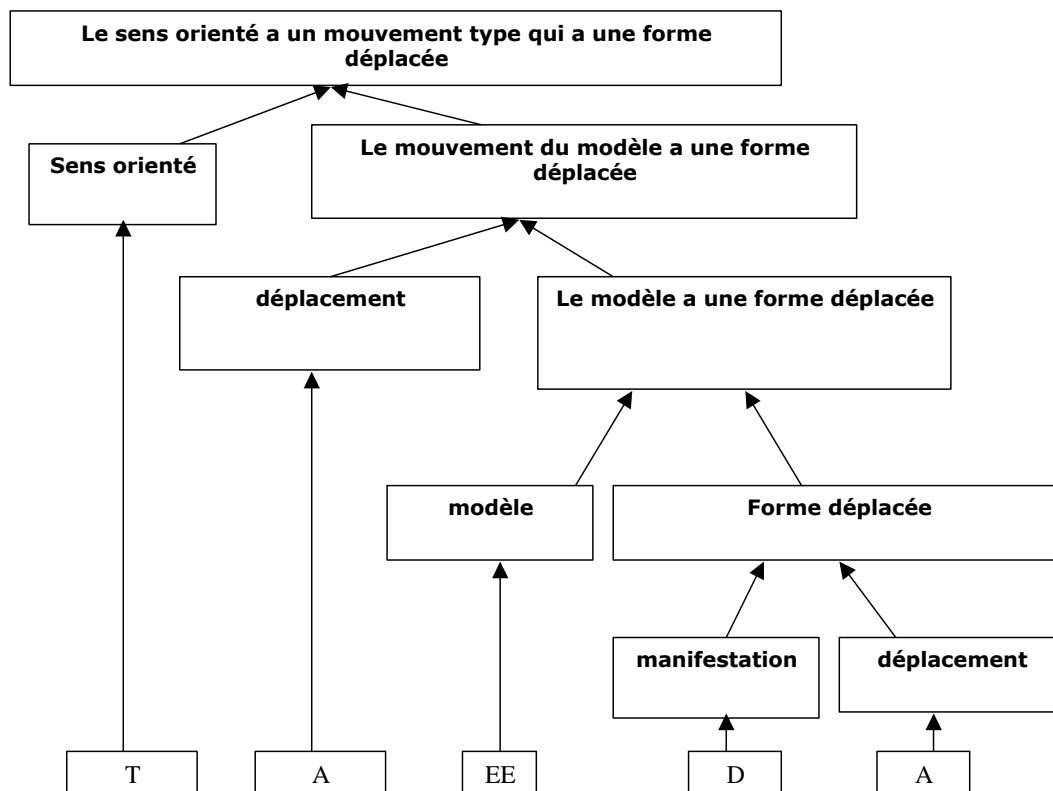 Le sens orienté a un mouvement type qui a une forme
déplacée
Sens orienté
Le mouvement du modèle a une forme
déplacée
déplacement
Le modèle a une forme déplacée
modèle
Forme déplacée
manifestation
déplacement
T
A
EE
D
A